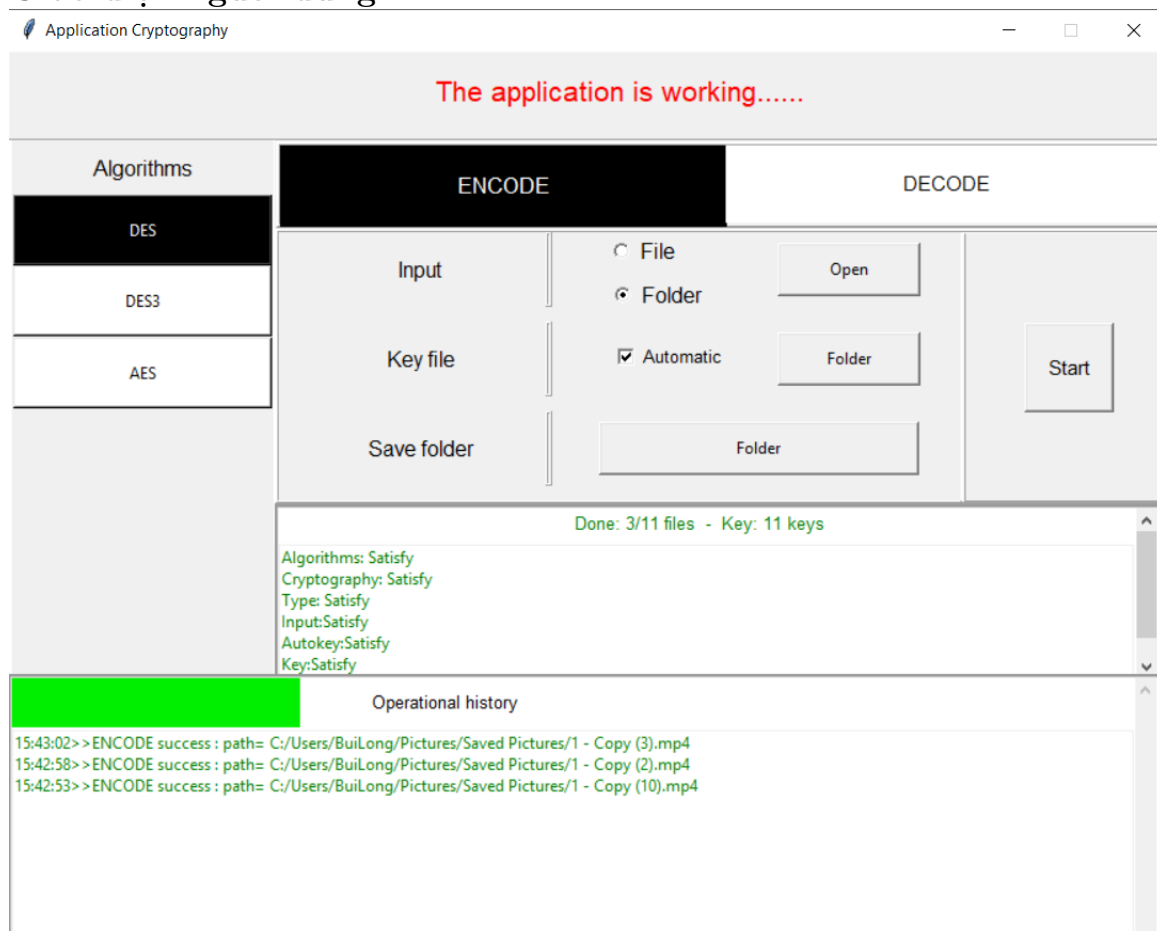 Application Cryptography
The application is working......
Algorithms
DES
DES3
AES
ENCODE
DECODE
Input
File
Folder
Open
Key file
Automatic
Folder
Save folder
Folder
Start
Done: 3/11 files - Key: 11 keys
Algorithms: Satisfy
Cryptography: Satisfy
Type: Satisfy
Input:Satisfy
Autokey:Satisfy
Key:Satisfy
Operational history
15:43:02>>ENCODE success : path= C:/Users/BuiLong/Pictures/Saved Pictures/1 - Copy (3).mp4
15:42:58>>ENCODE success : path= C:/Users/BuiLong/Pictures/Saved Pictures/1 - Copy (2).mp4
15:42:53>>ENCODE success : path= C:/Users/BuiLong/Pictures/Saved Pictures/1 - Copy (10).mp4